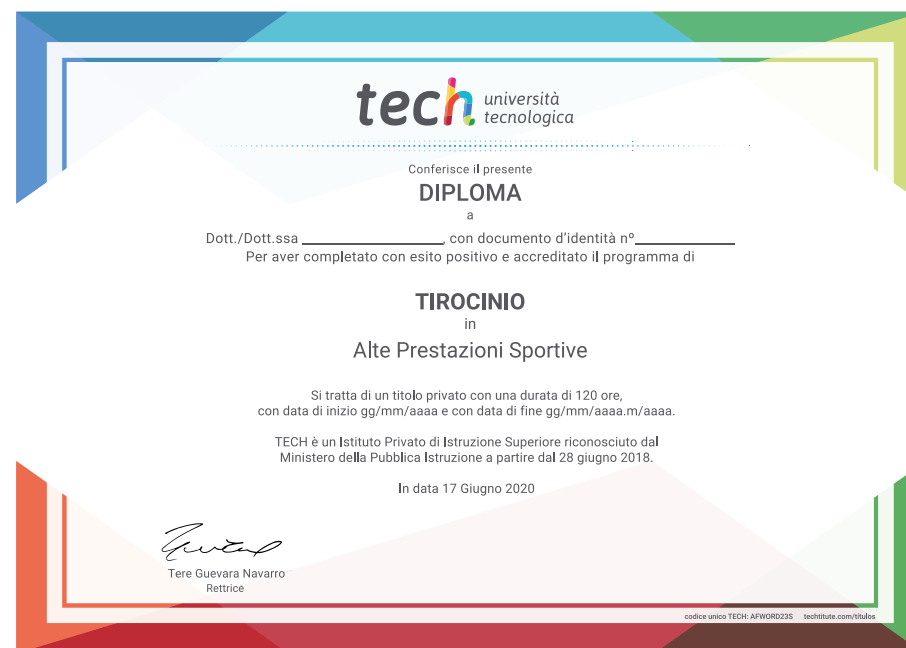 tech università
tecnologica
Conferisce il presente
DIPLOMA
a
Dott./Dott.ssa ____________________, con documento d'identità nº______________
Per aver completato con esito positivo e accreditato il programma di
TIROCINIO
in
Alte Prestazioni Sportive
Si tratta di un titolo privato con una durata di 120 ore,
con data di inizio gg/mm/aaaa e con data di fine gg/mm/aaaa.m/aaaa.
TECH è un Istituto Privato di Istruzione Superiore riconosciuto dal
Ministero della Pubblica Istruzione a partire dal 28 giugno 2018.
In data 17 Giugno 2020
Tere Guevara Navarro
Rettrice
codice unico TECH: AFWORD23S techtitute.com/titulos